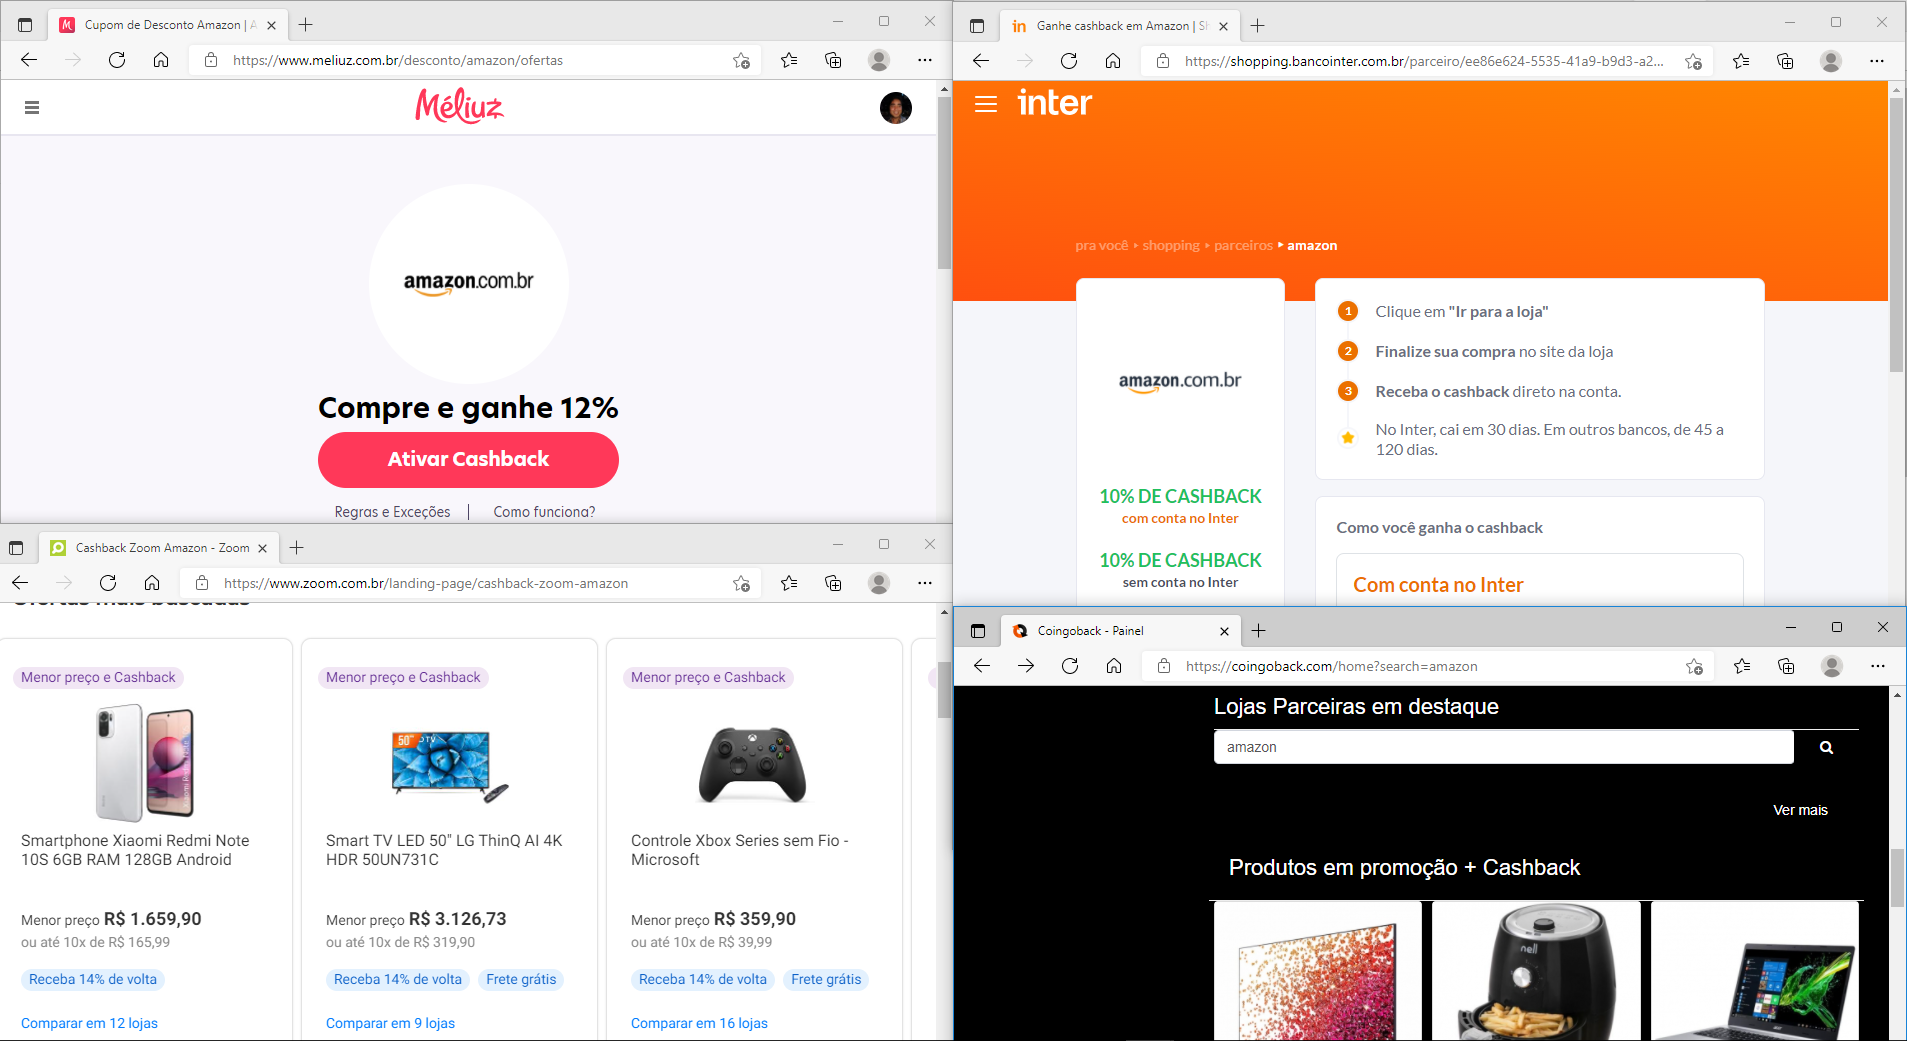 Cupom de Desconto Amazon | A
https://www.meliuz.com.br/desconto/amazon/ofertas
Méliuz
amazon.com.br
Compre e ganhe 12%
Ativar Cashback
Regras e Exceções | Como funciona?
Ganhe cashback em Amazon | Sh
https://shopping.bancointer.com.br/parceiro/ee86e624-5535-41a9-b9d3-a2...
inter
pra você ▸ shopping ▸ parceiros ▸ amazon
amazon.com.br
10% DE CASHBACK
com conta no Inter
10% DE CASHBACK
sem conta no Inter
1 Clique em "Ir para a loja"
2 Finalize sua compra no site da loja
3 Receba o cashback direto na conta.
No Inter, cai em 30 dias. Em outros bancos, de 45 a
120 dias.
Como você ganha o cashback
Com conta no Inter
Cashback Zoom Amazon - Zoom
https://www.zoom.com.br/landing-page/cashback-zoom-amazon
Ofertas mais buscadas
Menor preço e Cashback
Smartphone Xiaomi Redmi Note
10S 6GB RAM 128GB Android
Menor preço R$ 1.659,90
ou até 10x de R$ 165,99
Receba 14% de volta
Comparar em 12 lojas
Menor preço e Cashback
50"
Smart TV LED 50" LG ThinQ AI 4K
HDR 50UN731C
Menor preço R$ 3.126,73
ou até 10x de R$ 319,90
Receba 14% de volta Frete grátis
Comparar em 9 lojas
Menor preço e Cashback
Controle Xbox Series sem Fio -
Microsoft
Menor preço R$ 359,90
ou até 10x de R$ 39,99
Receba 14% de volta Frete grátis
Comparar em 16 lojas
Coingoback - Painel
https://coingoback.com/home?search=amazon
Lojas Parceiras em destaque
amazon
Ver mais
Produtos em promoção + Cashback
nell